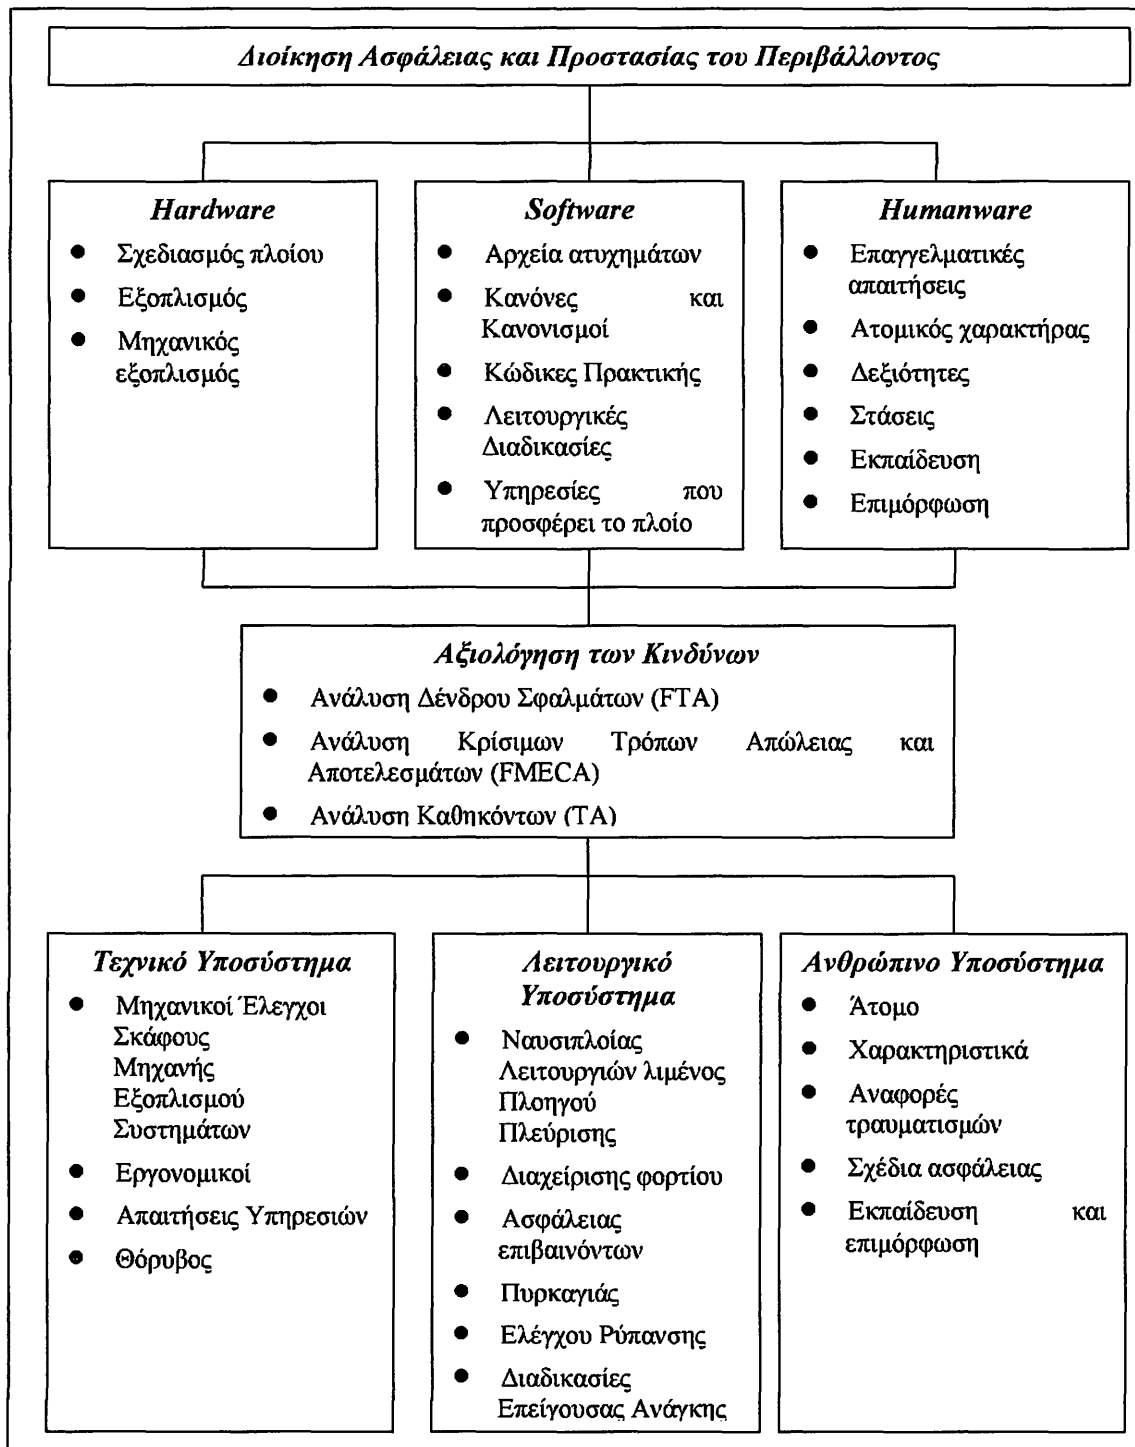 Διοίκηση Ασφάλειας και Προστασίας του Περιβάλλοντος
Hardware
● Σχεδιασμός πλοίου
● Εξοπλισμός
● Μηχανικός
εξοπλισμός
Software
● Αρχεία ατυχημάτων
● Κανόνες και
Κανονισμοί
● Κώδικες Πρακτικής
● Λειτουργικές
Διαδικασίες
● Υπηρεσίες που
προσφέρει το πλοίο
Humanware
● Επαγγελματικές
απαιτήσεις
● Ατομικός χαρακτήρας
● Δεξιότητες
● Στάσεις
● Εκπαίδευση
● Επιμόρφωση
Αξιολόγηση των Κινδύνων
● Ανάλυση Δένδρου Σφαλμάτων (FTA)
● Ανάλυση Κρίσιμων Τρόπων Απώλειας και
Αποτελεσμάτων (FMECA)
● Ανάλυση Καθηκόντων (TA)
Τεχνικό Υποσύστημα
● Μηχανικοί Έλεγχοι
Σκάφους
Μηχανής
Εξοπλισμού
Συστημάτων
● Εργονομικοί
● Απαιτήσεις Υπηρεσιών
● Θόρυβος
Λειτουργικό
Υποσύστημα
● Ναυσιπλοίας
Λειτουργιών λιμένος
Πλοηγού
Πλεύρισης
● Διαχείρισης φορτίου
● Ασφάλειας
επιβαινόντων
● Πυρκαγιάς
● Ελέγχου Ρύπανσης
● Διαδικασίες
Επείγουσας Ανάγκης
Ανθρώπινο Υποσύστημα
● Άτομο
● Χαρακτηριστικά
● Αναφορές
τραυματισμών
● Σχέδια ασφάλειας
● Εκπαίδευση και
επιμόρφωση